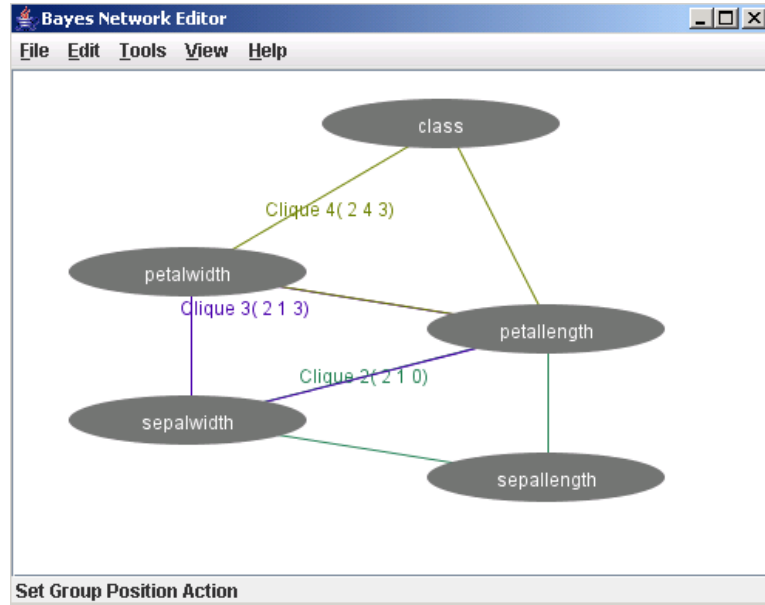 Bayes Network Editor
File Edit Tools View Help
class
Clique 4( 2 4 3)
petalwidth
Clique 3( 2 1 3)
petallength
Clique 2( 2 1 0)
sepalwidth
sepallength
Set Group Position Action